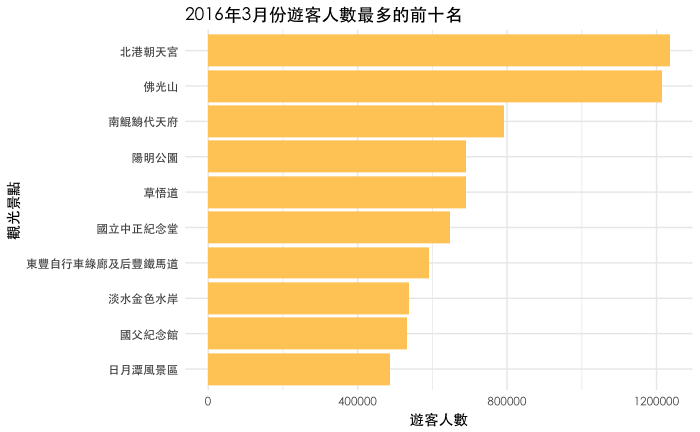 2016年3月份遊客人數最多的前十名
北港朝天宮
佛光山
南鯤鯓代天府
陽明公園
草悟道
國立中正紀念堂
東豐自行車綠廊及后豐鐵馬道
淡水金色水岸
國父紀念館
日月潭風景區
觀光景點
0
400000
800000
1200000
遊客人數